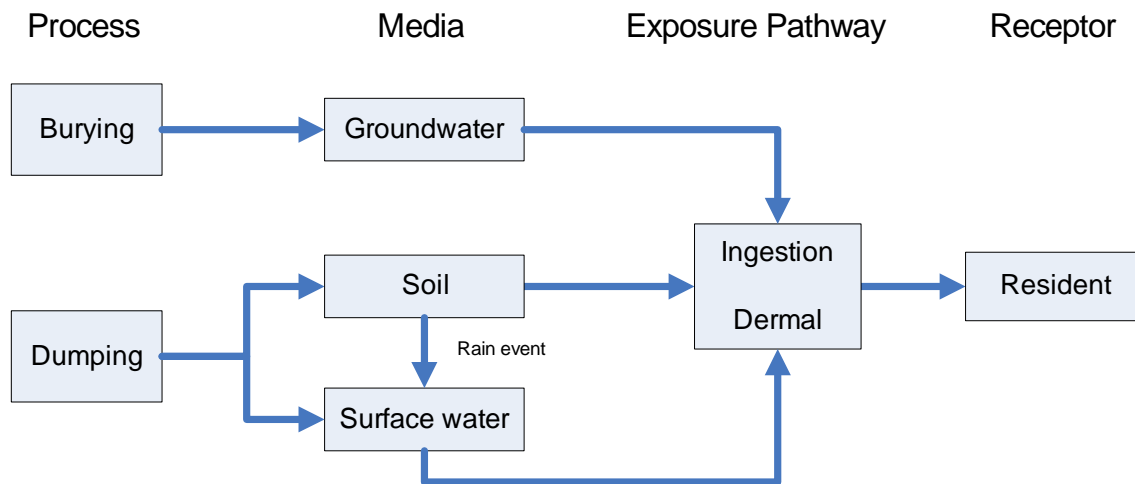 Process
Media
Exposure Pathway
Receptor
Burying
Groundwater
Ingestion
Dermal
Soil
Resident
Dumping
Rain event
Surface water